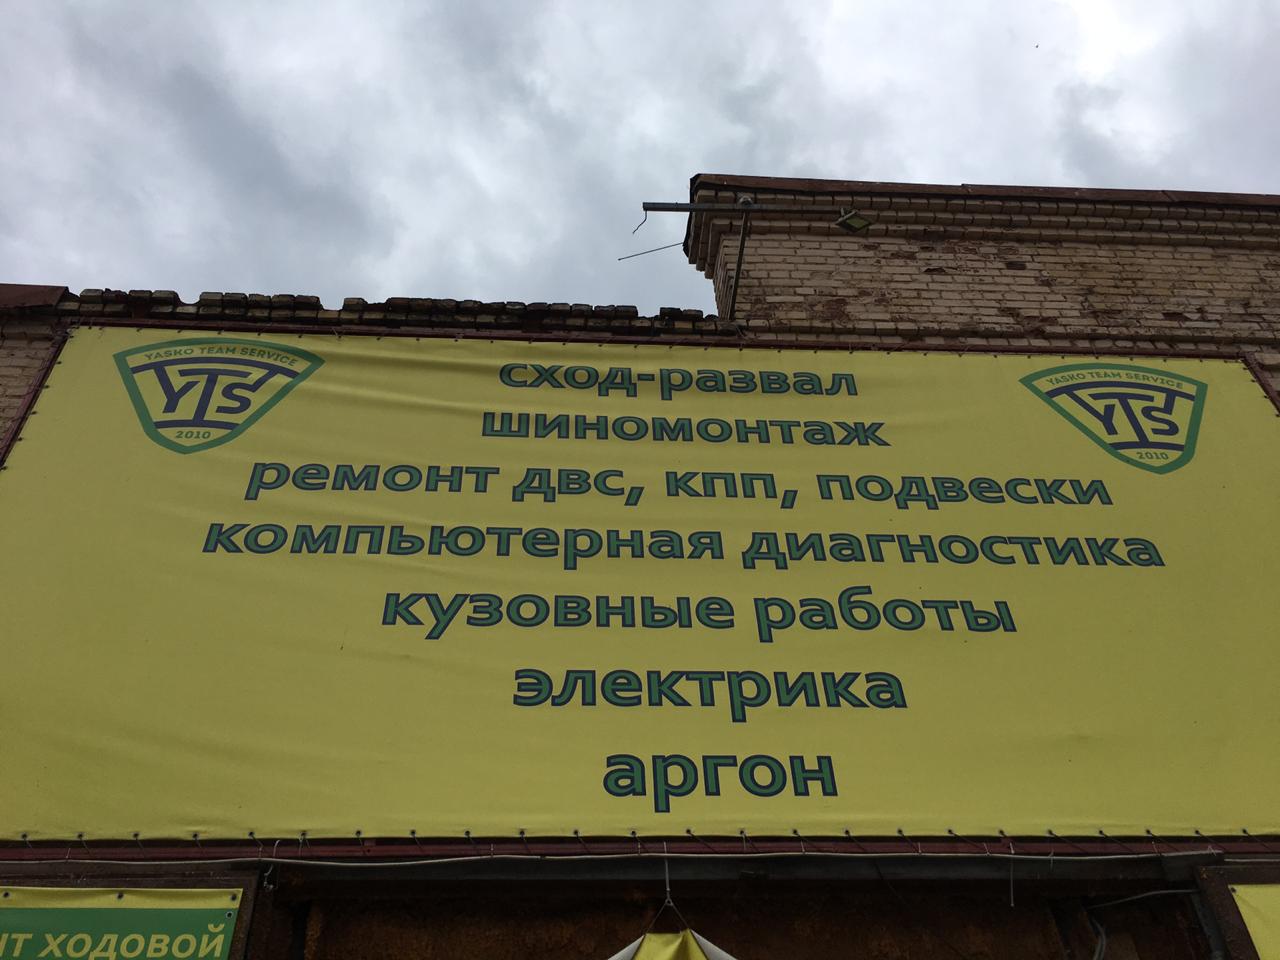 YASKO TEAM SERVICE
YTS
2010
YASKO TEAM SERVICE
YTS
2010
сход-развал
шиномонтаж
ремонт двс, кпп, подвески
компьютерная диагностика
кузовные работы
электрика
аргон
НТ ХОДОВОЙ